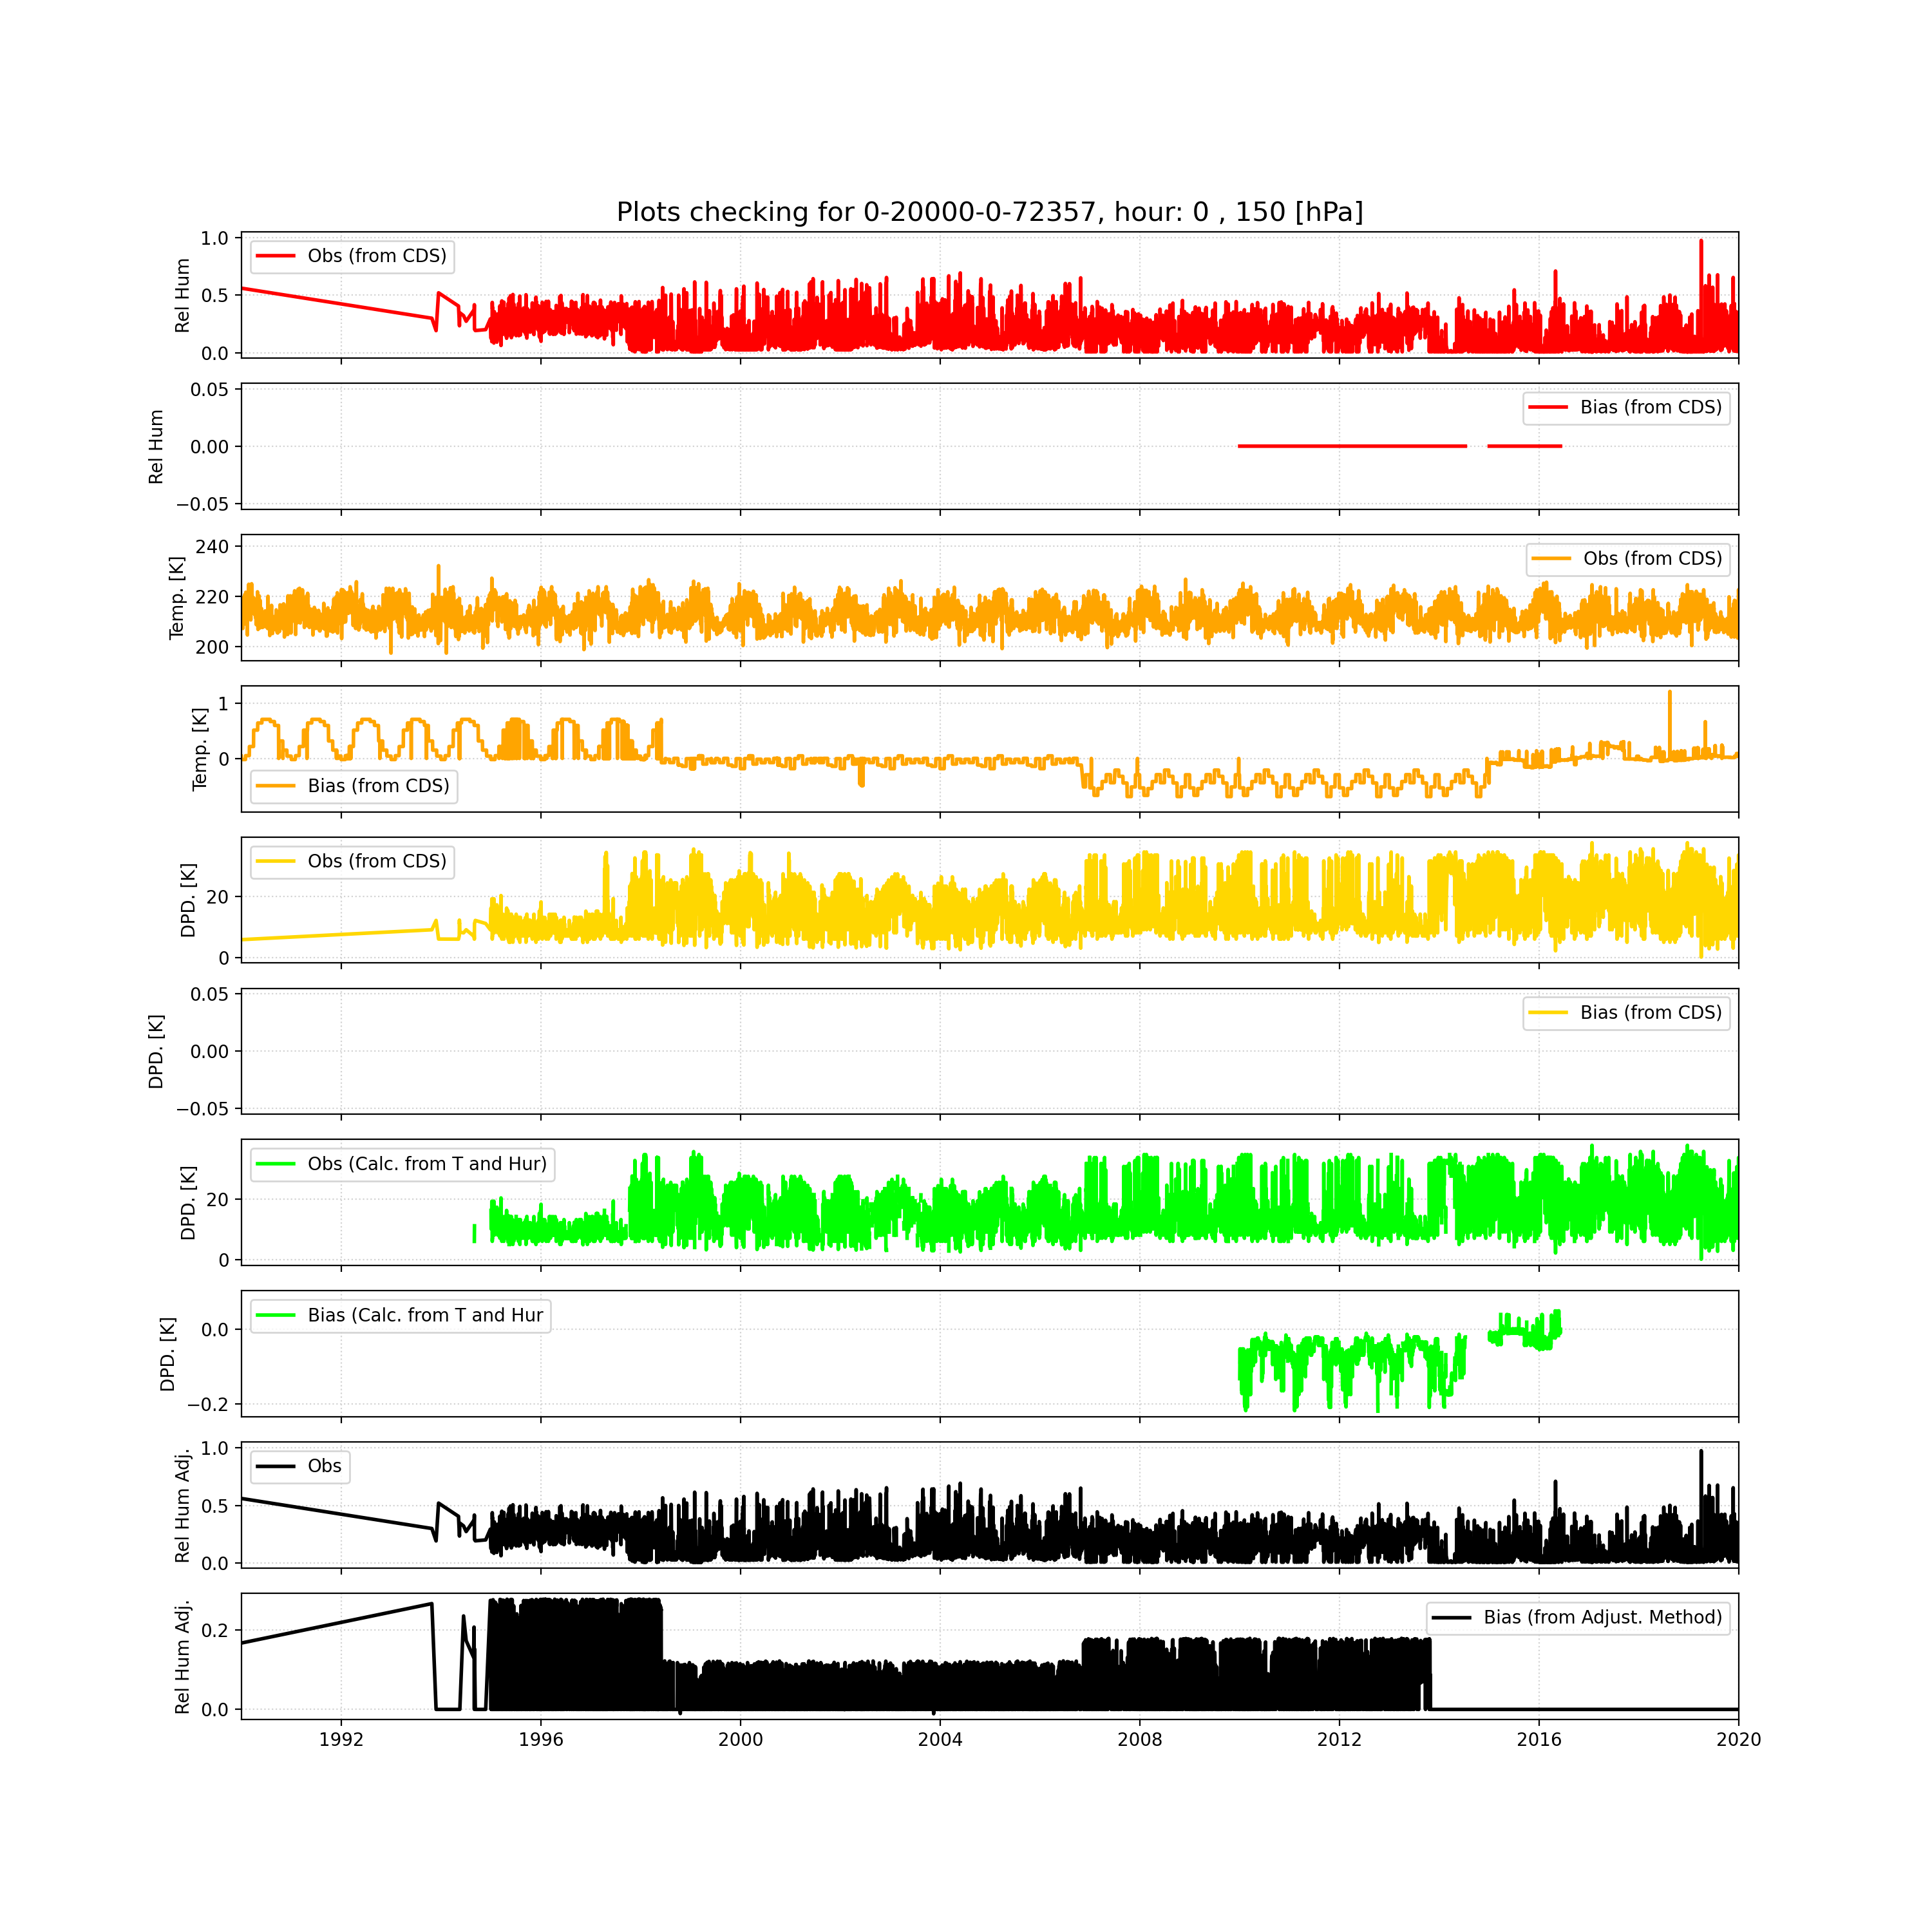 Plots checking for 0-20000-0-72357, hour: 0 , 150 [hPa]
Rel Hum
1.0
0.5
0.0
Obs (from CDS)
Rel Hum
0.05
0.00
−0.05
Bias (from CDS)
Temp. [K]
240
220
200
Obs (from CDS)
Temp. [K]
1
0
Bias (from CDS)
DPD. [K]
20
0
Obs (from CDS)
DPD. [K]
0.05
0.00
−0.05
Bias (from CDS)
DPD. [K]
20
0
Obs (Calc. from T and Hur)
DPD. [K]
0.0
−0.2
Bias (Calc. from T and Hur
Rel Hum Adj.
1.0
0.5
0.0
Obs
Rel Hum Adj.
0.2
0.0
Bias (from Adjust. Method)
1992 1996 2000 2004 2008 2012 2016 2020